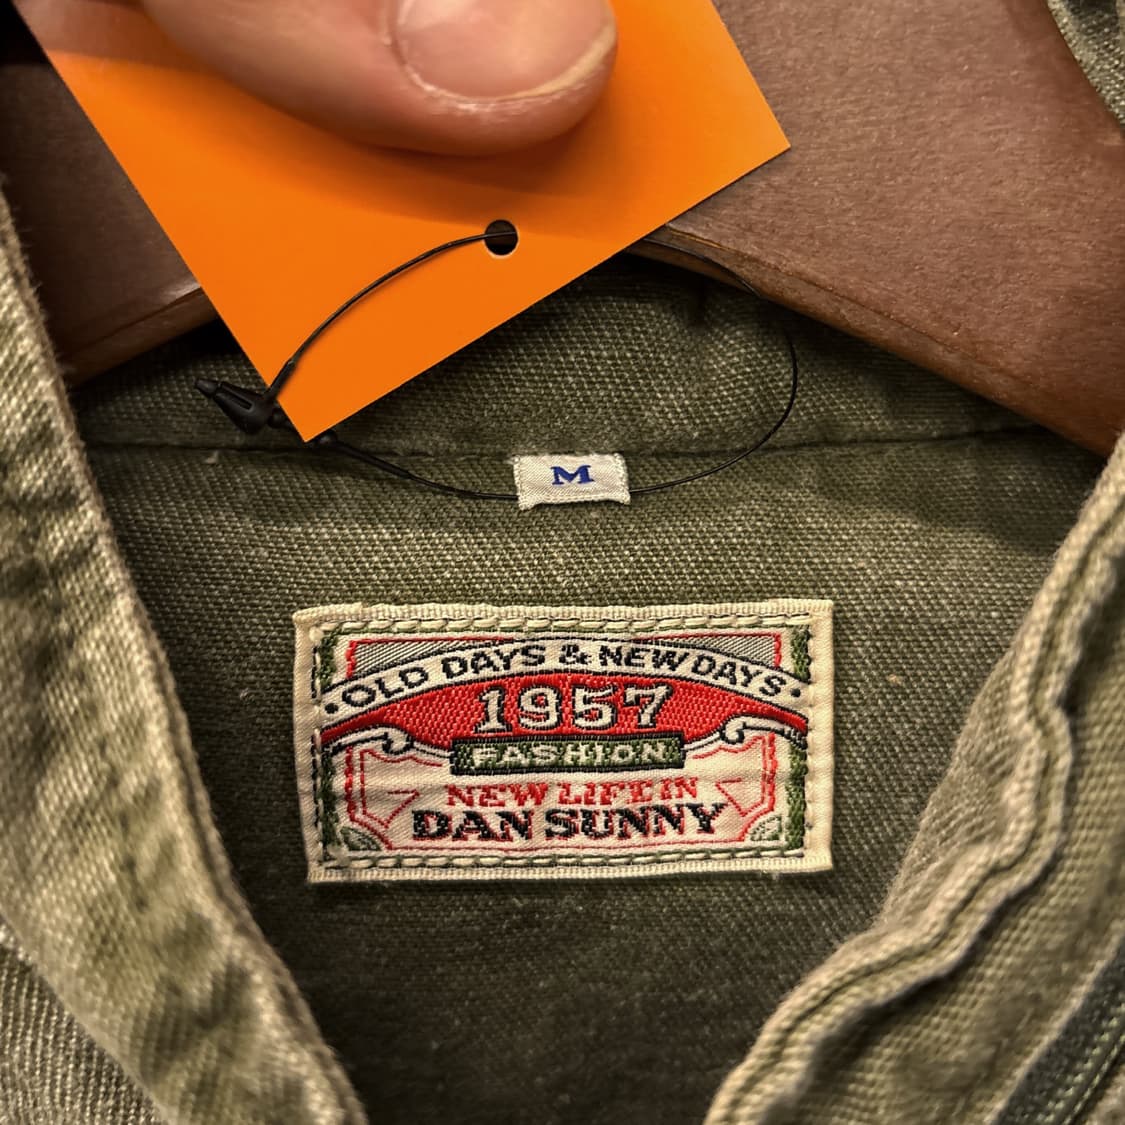 M
• OLD DAYS & NEW DAYS •
1957
FASHION
NEW LIFE IN
DAN SUNNY